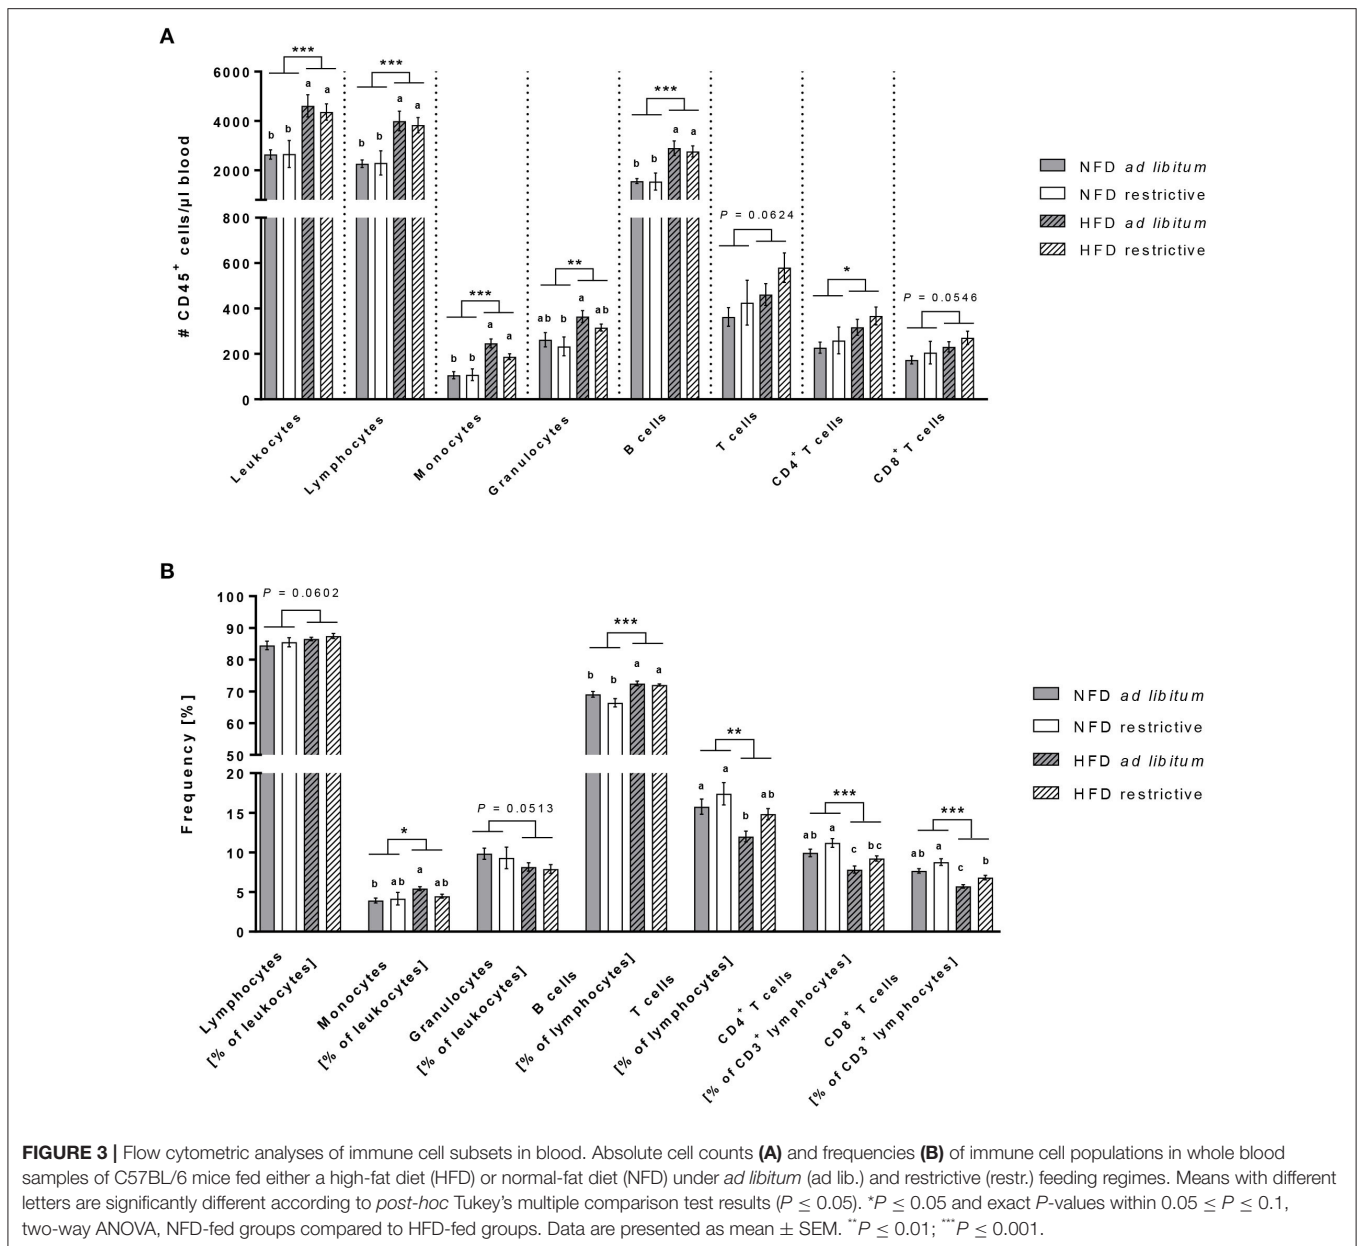 A
# CD45+ cells/µl blood
6000
4000
2000
800
600
400
200
0
***
b b a a
***
b b a a
***
b b a a
**
ab b a ab
***
b b a a
P = 0.0624
*
P = 0.0546
Leukocytes
Lymphocytes
Monocytes
Granulocytes
B cells
T cells
CD4+ T cells
CD8+ T cells
NFD ad libitum
NFD restrictive
HFD ad libitum
HFD restrictive
B
Frequency [%]
100
90
80
70
60
50
20
15
10
5
0
P = 0.0602
*
b ab a ab
P = 0.0513
***
b b a a
**
a a b ab
***
ab a c bc
***
ab a c b
Lymphocytes
[% of leukocytes]
Monocytes
[% of leukocytes]
Granulocytes
[% of leukocytes]
B cells
[% of lymphocytes]
T cells
[% of lymphocytes]
CD4+ T cells
[% of CD3+ lymphocytes]
CD8+ T cells
[% of CD3+ lymphocytes]
NFD ad libitum
NFD restrictive
HFD ad libitum
HFD restrictive
FIGURE 3 | Flow cytometric analyses of immune cell subsets in blood. Absolute cell counts (A) and frequencies (B) of immune cell populations in whole blood
samples of C57BL/6 mice fed either a high-fat diet (HFD) or normal-fat diet (NFD) under ad libitum (ad lib.) and restrictive (restr.) feeding regimes. Means with different
letters are significantly different according to post-hoc Tukey's multiple comparison test results (P ≤ 0.05). *P ≤ 0.05 and exact P-values within 0.05 ≤ P ≤ 0.1,
two-way ANOVA, NFD-fed groups compared to HFD-fed groups. Data are presented as mean ± SEM. **P ≤ 0.01; ***P ≤ 0.001.